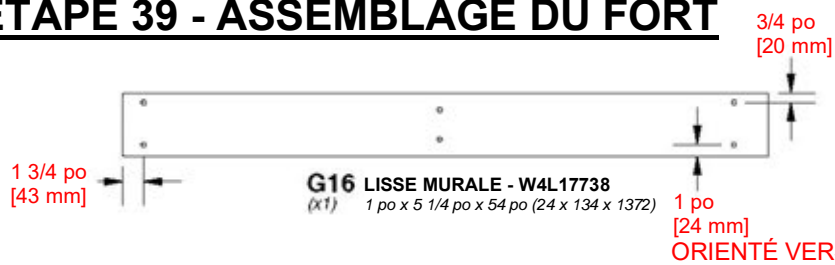 ÉTAPE 39 - ASSEMBLAGE DU FORT
3/4 po
[20 mm]
1 3/4 po
[43 mm]
G16 LISSE MURALE - W4L17738
(X1) 1 po x 5 1/4 po x 54 po (24 x 134 x 1372)
1 po
[24 mm]
ORIENTÉ VER